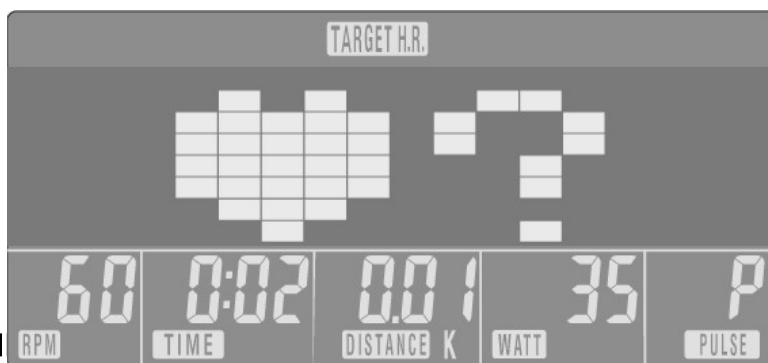 TARGET H.R.
?
60 0:02 0.01 35 P
RPM TIME DISTANCE K WATT PULSE